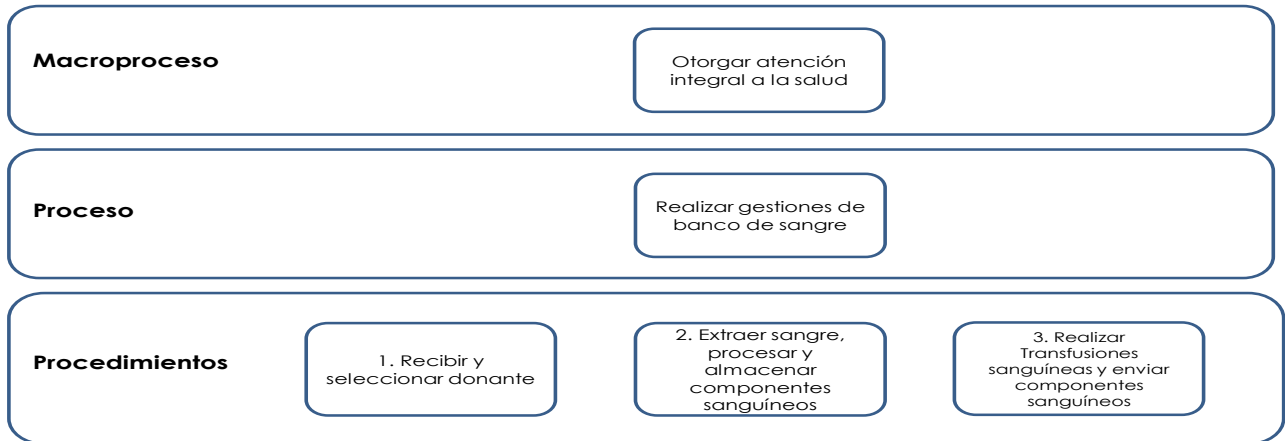 Macroproceso
Otorgar atención
integral a la salud
Proceso
Realizar gestiones de
banco de sangre
Procedimientos
1. Recibir y
seleccionar donante
2. Extraer sangre,
procesar y
almacenar
componentes
sanguíneos
3. Realizar
Transfusiones
sanguíneas y enviar
componentes
sanguíneos